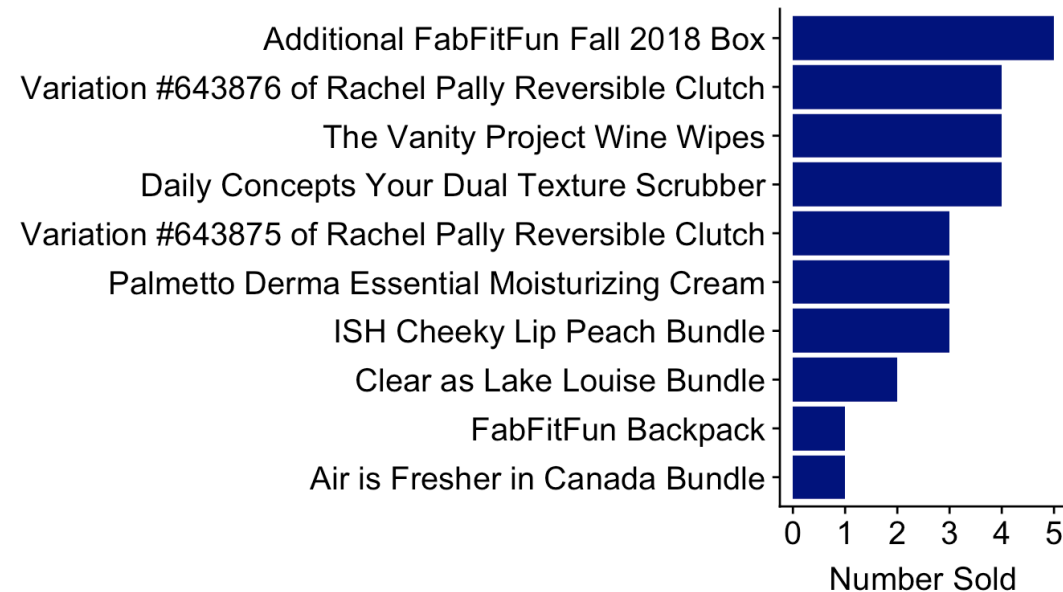 Additional FabFitFun Fall 2018 Box
Variation #643876 of Rachel Pally Reversible Clutch
The Vanity Project Wine Wipes
Daily Concepts Your Dual Texture Scrubber
Variation #643875 of Rachel Pally Reversible Clutch
Palmetto Derma Essential Moisturizing Cream
ISH Cheeky Lip Peach Bundle
Clear as Lake Louise Bundle
FabFitFun Backpack
Air is Fresher in Canada Bundle
0 1 2 3 4 5
Number Sold